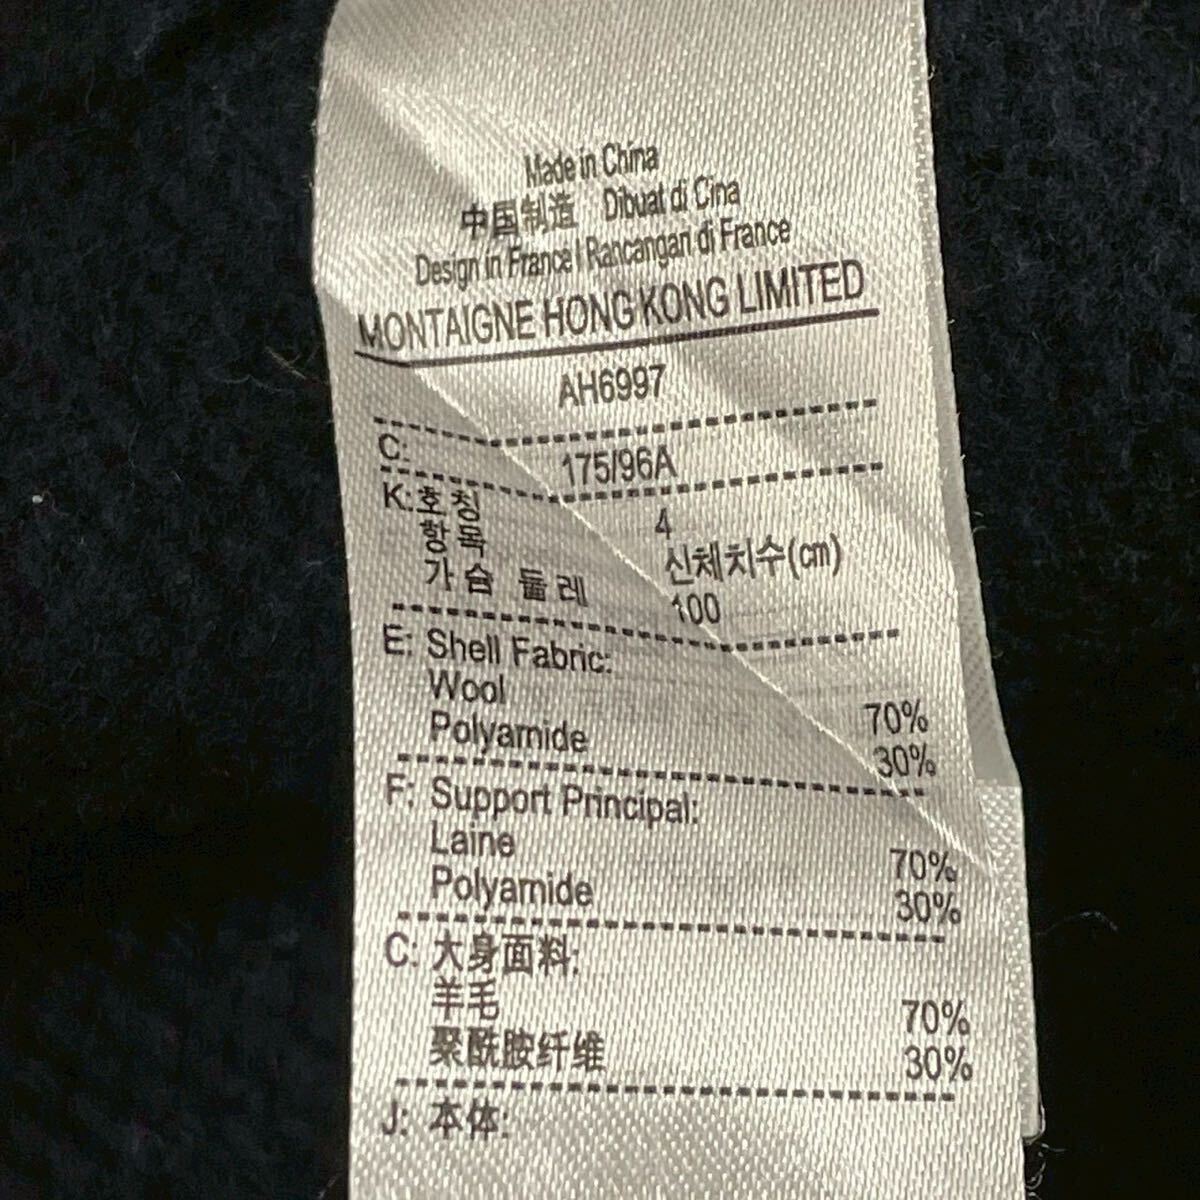 Made in China
中国制造 Dibuat di Cina
Design in France / Rancangan di France
MONTAIGNE HONG KONG LIMITED
AH6997
C: 175/96A
K: 호칭 4
항목 신체치수(cm)
가슴 둘레 100
E: Shell Fabric:
Wool 70%
Polyamide 30%
F: Support Principal:
Laine 70%
Polyamide 30%
C: 大身面料:
羊毛 70%
聚酰胺纤维 30%
J: 本体: